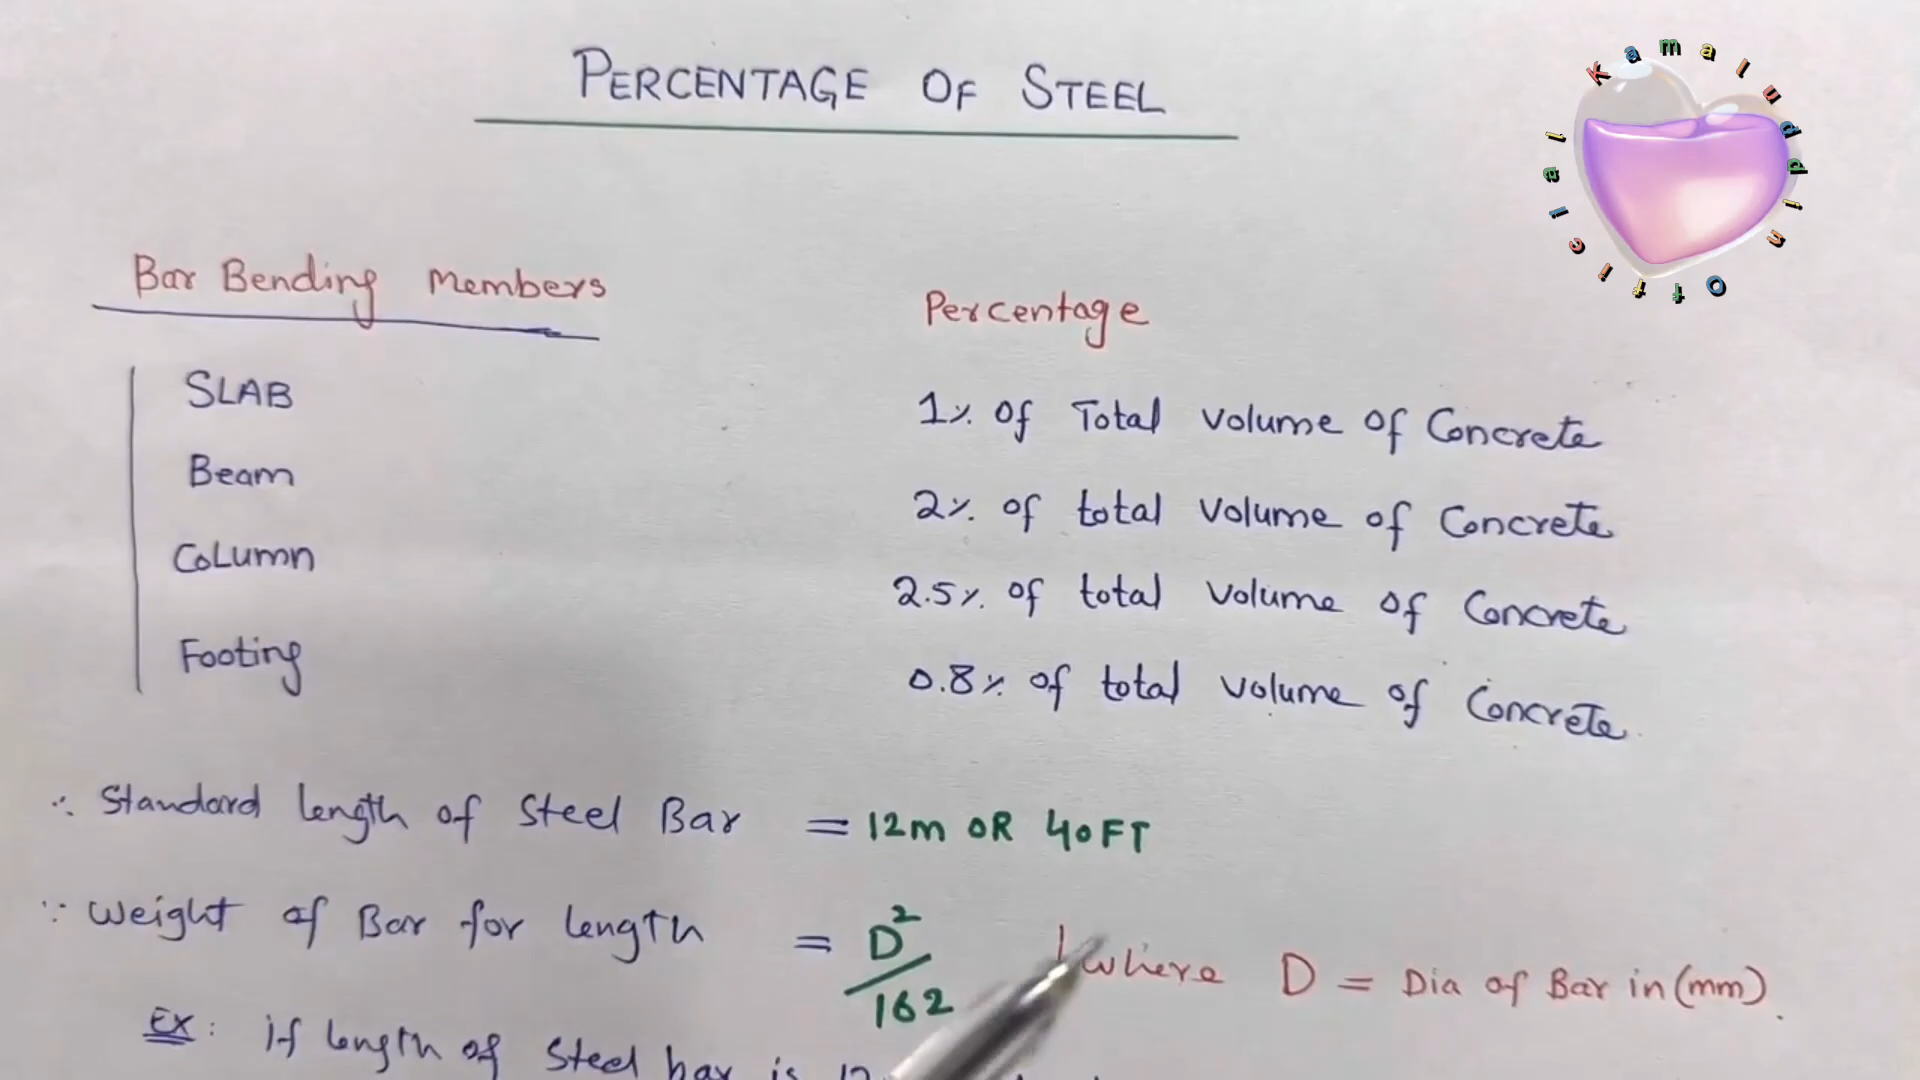 PERCENTAGE OF STEEL
Kamaluddin Official
Bar Bending Members
Percentage
SLAB
1% of Total volume of Concrete
Beam
2% of total volume of Concrete
Column
2.5% of total volume of Concrete
Footing
0.8% of total volume of Concrete
∴ Standard length of Steel Bar = 12m OR 40FT
∵ Weight of Bar for length = D²/162 where D = Dia of Bar in (mm).
Ex: if length of Steel bar is